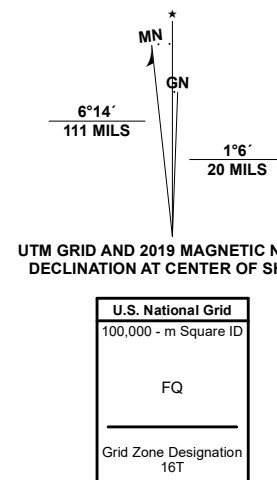 ★
MN
GN
6°14´
111 MILS
1°6´
20 MILS
UTM GRID AND 2019 MAGNETIC
DECLINATION AT CENTER OF
U.S. National Grid
100,000 - m Square ID
FQ
Grid Zone Designation
16T